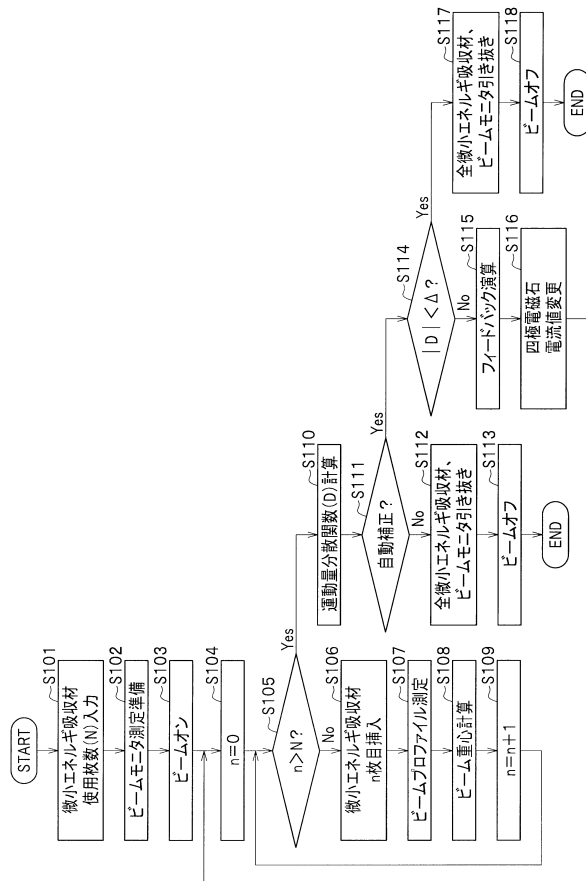 START
S101
微小エネルギ吸収材
使用枚数(N)入力
S102
ビームモニタ測定準備
S103
ビームオン
S104
n=0
S105
n>N?
Yes
No
S106
微小エネルギ吸収材
n枚目挿入
S107
ビームプロファイル測定
S108
ビーム重心計算
S109
n=n+1
S110
運動量分散関数(D)計算
S111
自動補正?
Yes
No
S112
全微小エネルギ吸収材、
ビームモニタ引き抜き
S113
ビームオフ
END
S114
|D|<Δ?
Yes
No
S115
フィードバック演算
S116
四極電磁石
電流値変更
S117
全微小エネルギ吸収材、
ビームモニタ引き抜き
S118
ビームオフ
END